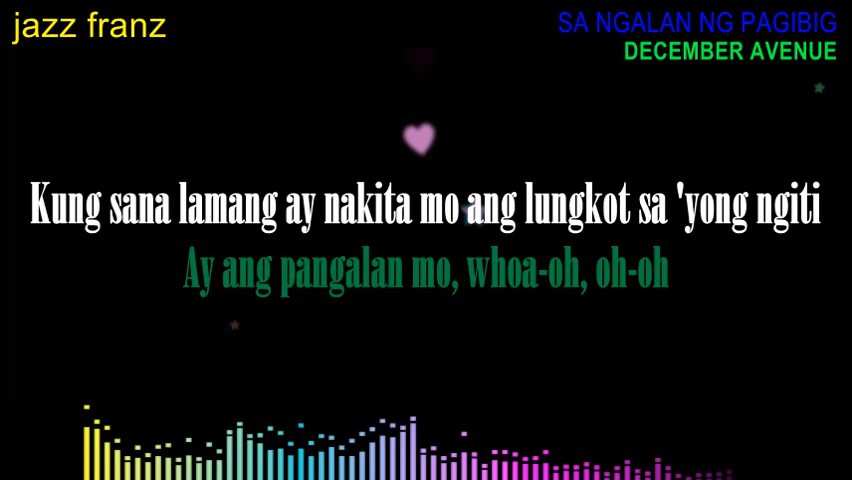 jazz franz
SA NGALAN NG PAGIBIG
DECEMBER AVENUE
Kung sana lamang ay nakita mo ang lungkot sa 'yong ngiti
Ay ang pangalan mo, whoa-oh, oh-oh